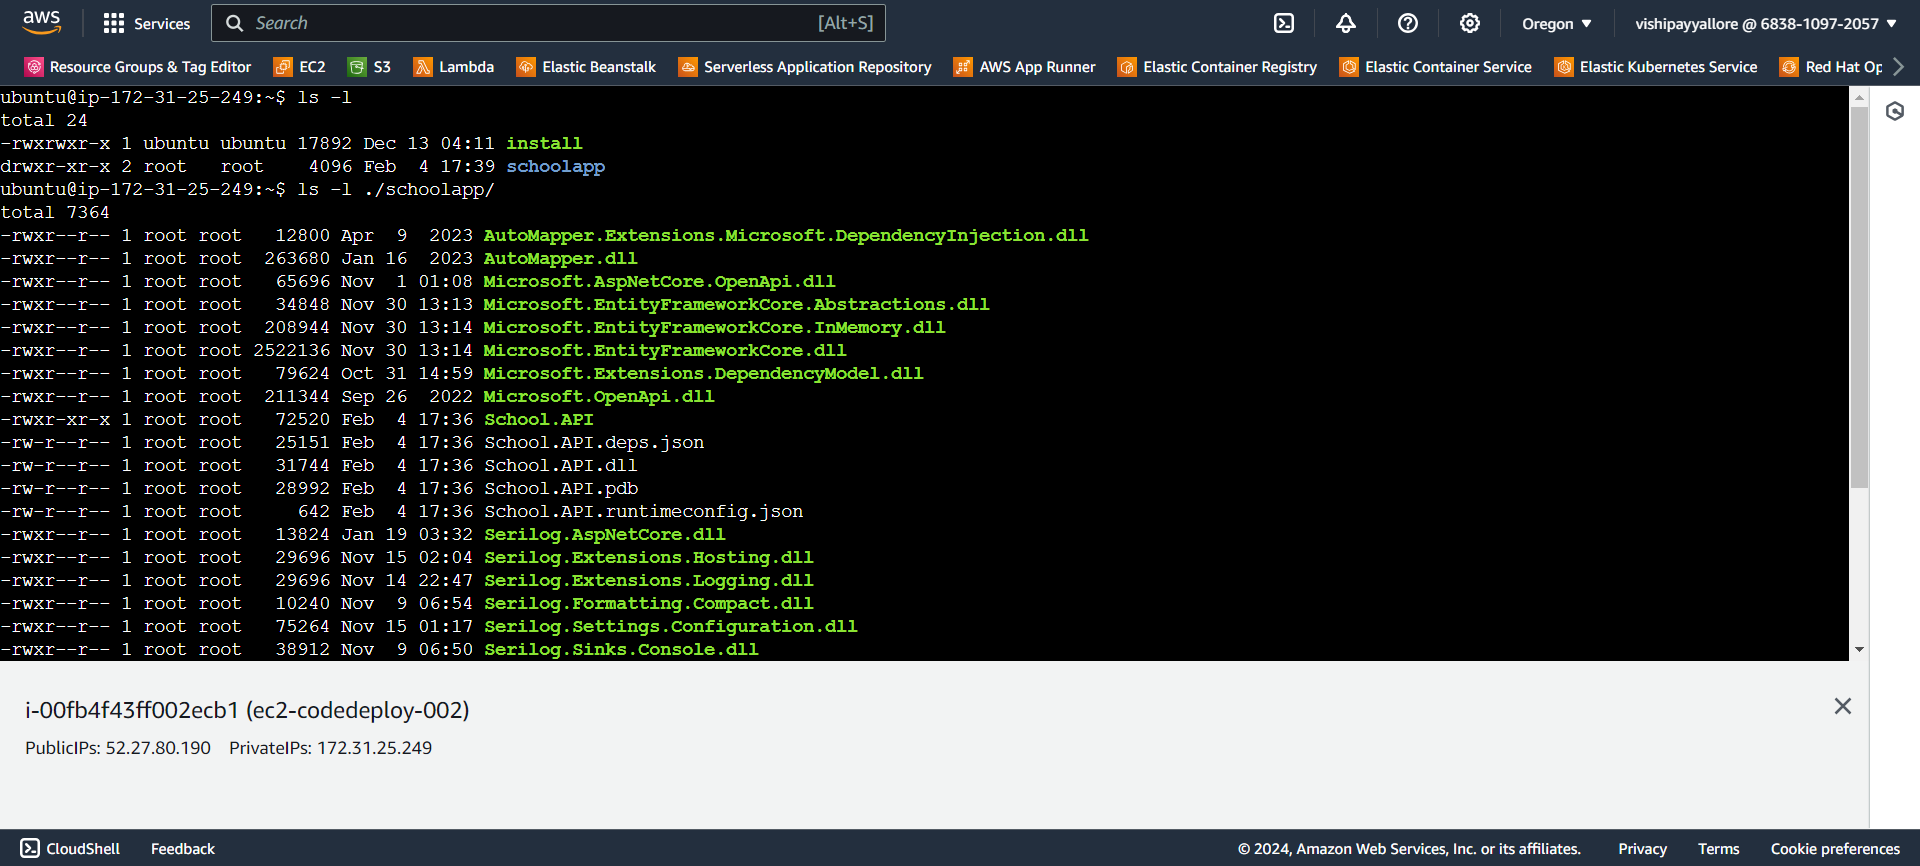 aws
Services
Search [Alt+S]
Oregon ▼
vishipayyallore @ 6838-1097-2057 ▼
Resource Groups & Tag Editor EC2 S3 Lambda Elastic Beanstalk Serverless Application Repository AWS App Runner Elastic Container Registry Elastic Container Service Elastic Kubernetes Service Red Hat Op
ubuntu@ip-172-31-25-249:~$ ls -l
total 24
-rwxrwxr-x 1 ubuntu ubuntu 17892 Dec 13 04:11 install
drwxr-xr-x 2 root   root    4096 Feb  4 17:39 schoolapp
ubuntu@ip-172-31-25-249:~$ ls -l ./schoolapp/
total 7364
-rwxr--r-- 1 root root   12800 Apr  9  2023 AutoMapper.Extensions.Microsoft.DependencyInjection.dll
-rwxr--r-- 1 root root  263680 Jan 16  2023 AutoMapper.dll
-rwxr--r-- 1 root root   65696 Nov  1 01:08 Microsoft.AspNetCore.OpenApi.dll
-rwxr--r-- 1 root root   34848 Nov 30 13:13 Microsoft.EntityFrameworkCore.Abstractions.dll
-rwxr--r-- 1 root root  208944 Nov 30 13:14 Microsoft.EntityFrameworkCore.InMemory.dll
-rwxr--r-- 1 root root 2522136 Nov 30 13:14 Microsoft.EntityFrameworkCore.dll
-rwxr--r-- 1 root root   79624 Oct 31 14:59 Microsoft.Extensions.DependencyModel.dll
-rwxr--r-- 1 root root  211344 Sep 26  2022 Microsoft.OpenApi.dll
-rwxr-xr-x 1 root root   72520 Feb  4 17:36 School.API
-rw-r--r-- 1 root root   25151 Feb  4 17:36 School.API.deps.json
-rw-r--r-- 1 root root   31744 Feb  4 17:36 School.API.dll
-rw-r--r-- 1 root root   28992 Feb  4 17:36 School.API.pdb
-rw-r--r-- 1 root root     642 Feb  4 17:36 School.API.runtimeconfig.json
-rwxr--r-- 1 root root   13824 Jan 19 03:32 Serilog.AspNetCore.dll
-rwxr--r-- 1 root root   29696 Nov 15 02:04 Serilog.Extensions.Hosting.dll
-rwxr--r-- 1 root root   29696 Nov 14 22:47 Serilog.Extensions.Logging.dll
-rwxr--r-- 1 root root   10240 Nov  9 06:54 Serilog.Formatting.Compact.dll
-rwxr--r-- 1 root root   75264 Nov 15 01:17 Serilog.Settings.Configuration.dll
-rwxr--r-- 1 root root   38912 Nov  9 06:50 Serilog.Sinks.Console.dll
i-00fb4f43ff002ecb1 (ec2-codedeploy-002)
PublicIPs: 52.27.80.190 PrivateIPs: 172.31.25.249
CloudShell Feedback © 2024, Amazon Web Services, Inc. or its affiliates. Privacy Terms Cookie preferences